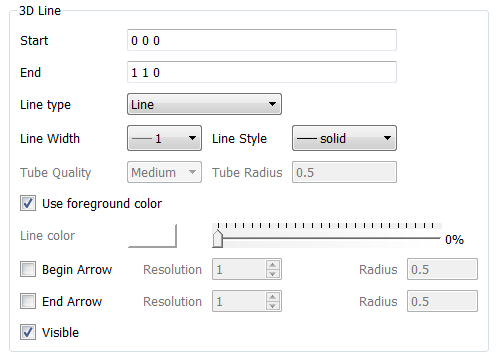 3D Line
Start 0 0 0
End 1 1 0
Line type Line
Line Width 1 Line Style solid
Tube Quality Medium Tube Radius 0.5
Use foreground color
Line color 0%
Begin Arrow Resolution 1 Radius 0.5
End Arrow Resolution 1 Radius 0.5
Visible